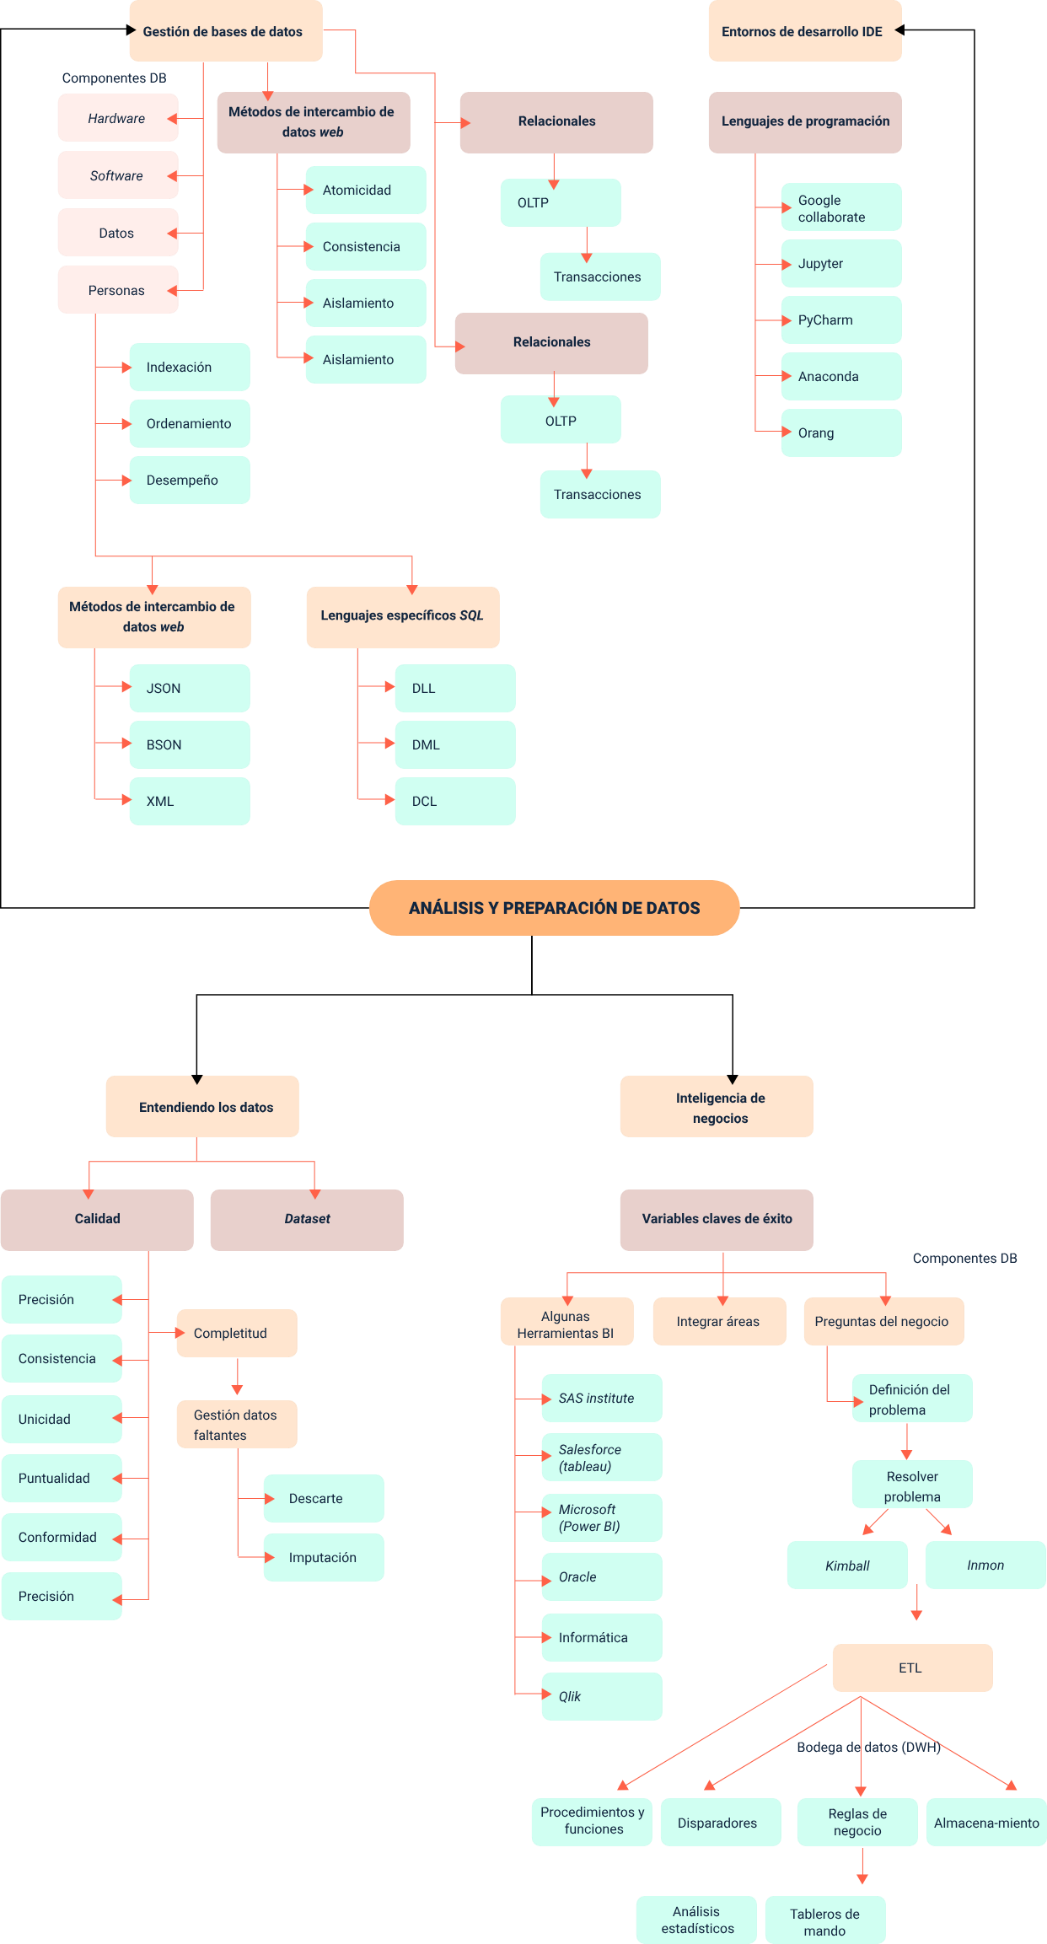 Gestión de bases de datos
Componentes DB
Hardware
Software
Datos
Personas
Indexación
Ordenamiento
Desempeño
Métodos de intercambio de
datos web
Atomicidad
Consistencia
Aislamiento
Aislamiento
Relacionales
OLTP
Transacciones
Relacionales
OLTP
Transacciones
Entornos de desarrollo IDE
Lenguajes de programación
Google
collaborate
Jupyter
PyCharm
Anaconda
Orang
Métodos de intercambio de
datos web
JSON
BSON
XML
Lenguajes específicos SQL
DLL
DML
DCL
ANÁLISIS Y PREPARACIÓN DE DATOS
Entendiendo los datos
Calidad
Dataset
Precisión
Consistencia
Unicidad
Puntualidad
Conformidad
Precisión
Completitud
Gestión datos
faltantes
Descarte
Imputación
Inteligencia de
negocios
Variables claves de éxito
Componentes DB
Algunas
Herramientas BI
Integrar áreas
Preguntas del negocio
SAS institute
Salesforce
(tableau)
Microsoft
(Power BI)
Oracle
Informática
Qlik
Definición del
problema
Resolver
problema
Kimball
Inmon
ETL
Bodega de datos (DWH)
Procedimientos y
funciones
Disparadores
Reglas de
negocio
Almacena-miento
Análisis
estadísticos
Tableros de
mando